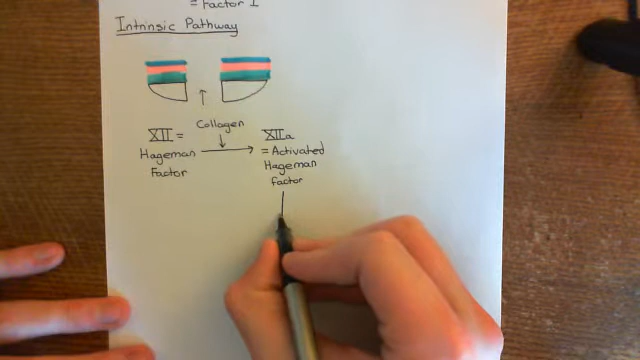 = Factor I
Intrinsic Pathway
Collagen
XII =
Hageman
Factor
XIIa
= Activated
Hageman
factor